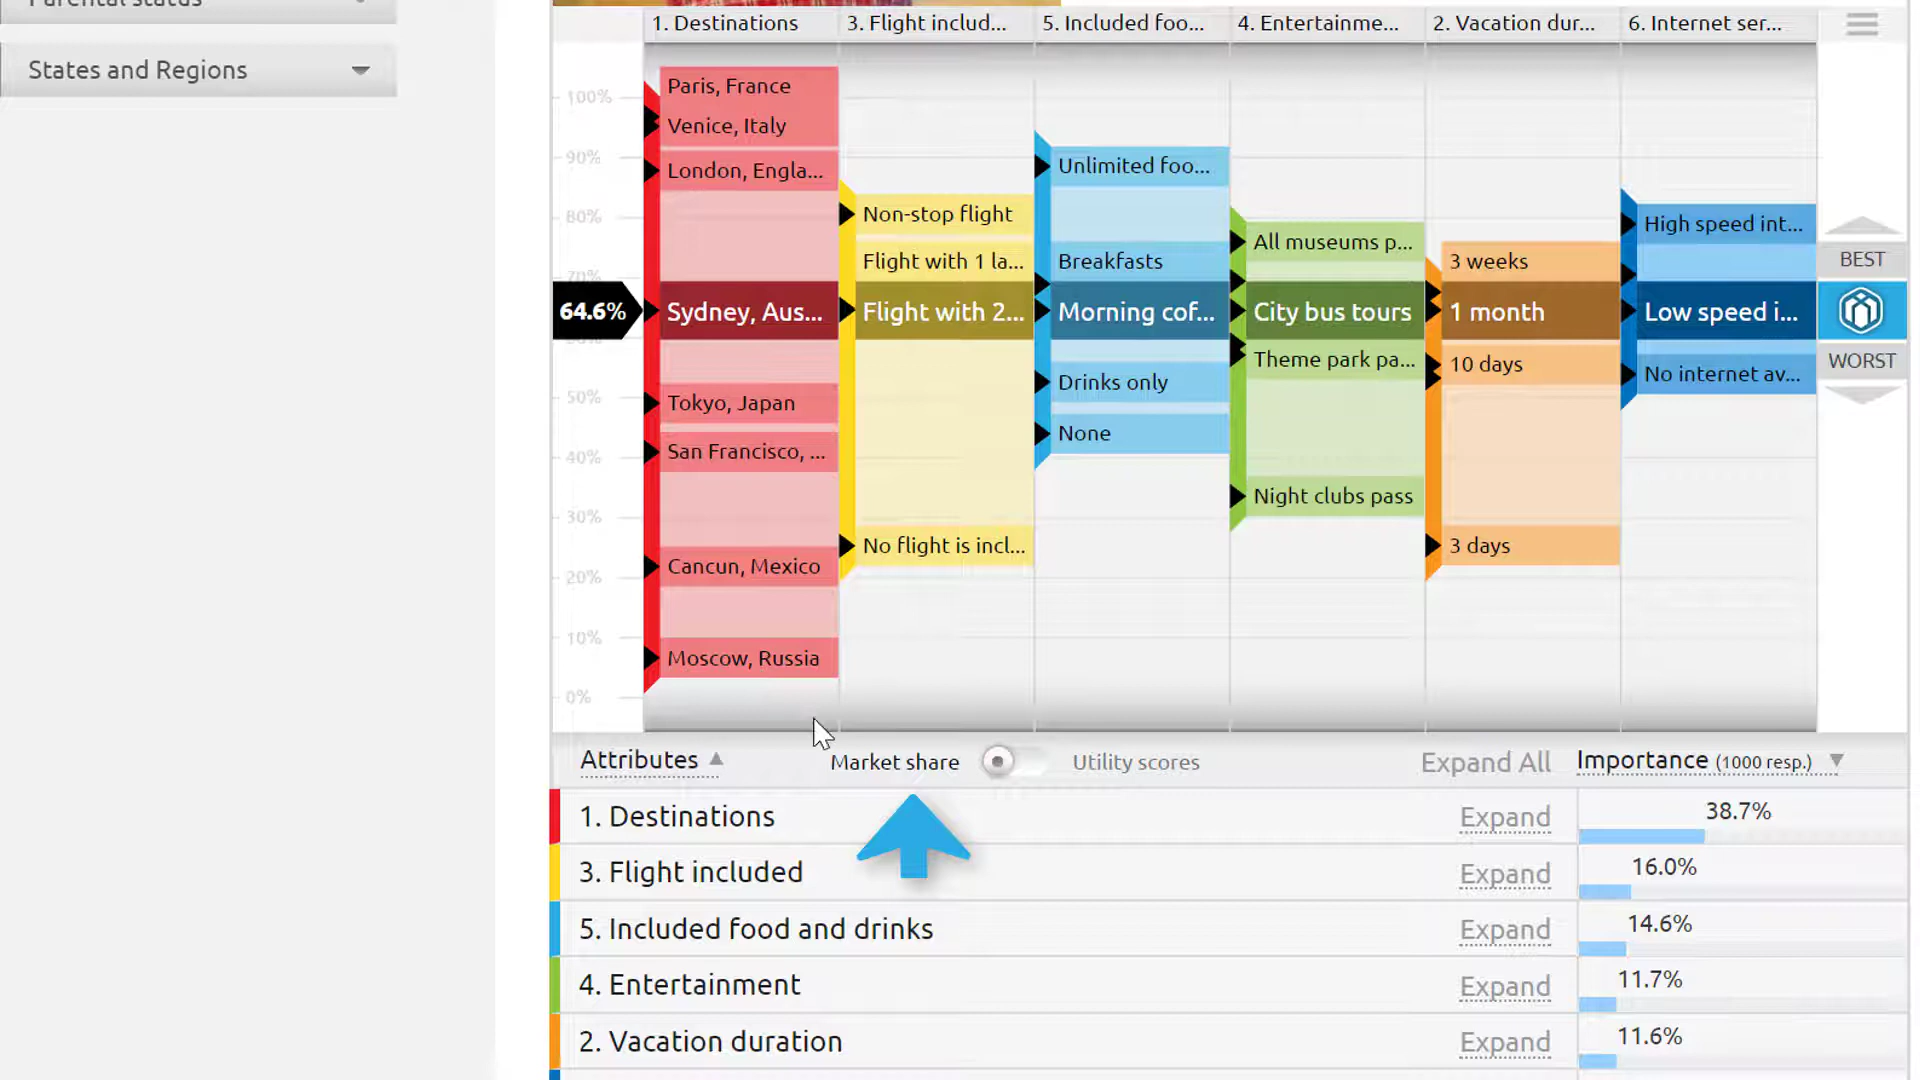 Parental status
States and Regions
1. Destinations
3. Flight includ...
5. Included foo...
4. Entertainme...
2. Vacation dur...
6. Internet ser...
100%
90%
80%
70%
50%
40%
30%
20%
10%
0%
64.6%
Paris, France
Venice, Italy
London, Engla...
Sydney, Aus...
Tokyo, Japan
San Francisco, ...
Cancun, Mexico
Moscow, Russia
Non-stop flight
Flight with 1 la...
Flight with 2...
No flight is incl...
Unlimited foo...
Breakfasts
Morning cof...
Drinks only
None
All museums p...
City bus tours
Theme park pa...
Night clubs pass
3 weeks
1 month
10 days
3 days
High speed int...
Low speed i...
No internet av...
BEST
WORST
Attributes
Market share
Utility scores
Expand All
Importance (1000 resp.)
1. Destinations Expand 38.7%
3. Flight included Expand 16.0%
5. Included food and drinks Expand 14.6%
4. Entertainment Expand 11.7%
2. Vacation duration Expand 11.6%